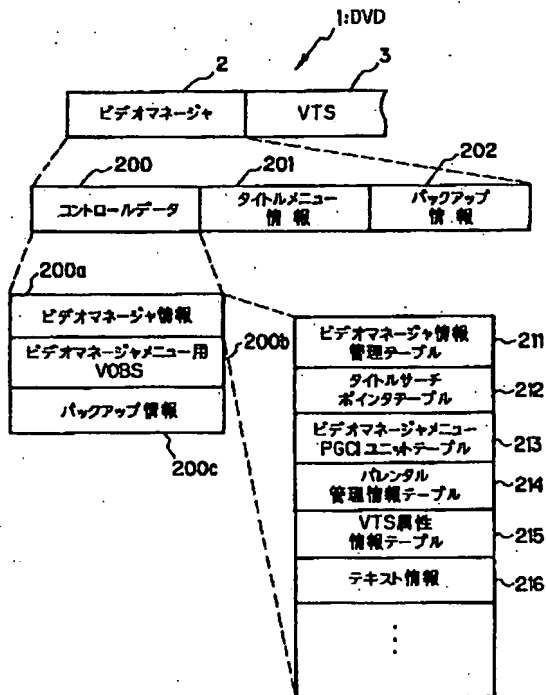 1:DVD
2
3
ビデオマネージャ
VTS
200
201
202
コントロールデータ
タイトルメニュー
情報
バックアップ
情報
200a
ビデオマネージャ情報
ビデオマネージャメニュー用
VOBS
200b
バックアップ情報
200c
ビデオマネージャ情報
管理テーブル
211
タイトルサーチ
ポインタテーブル
212
ビデオマネージャメニュー
PGCIユニットテーブル
213
パレンタル
管理情報テーブル
214
VTS属性
情報テーブル
215
テキスト情報
216
⋮